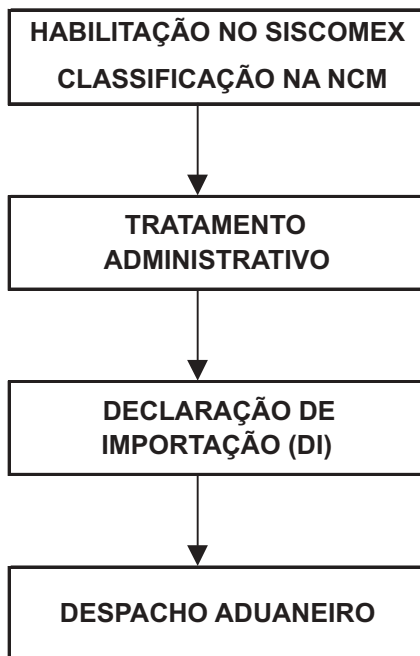 HABILITAÇÃO NO SISCOMEX
CLASSIFICAÇÃO NA NCM
TRATAMENTO
ADMINISTRATIVO
DECLARAÇÃO DE
IMPORTAÇÃO (DI)
DESPACHO ADUANEIRO